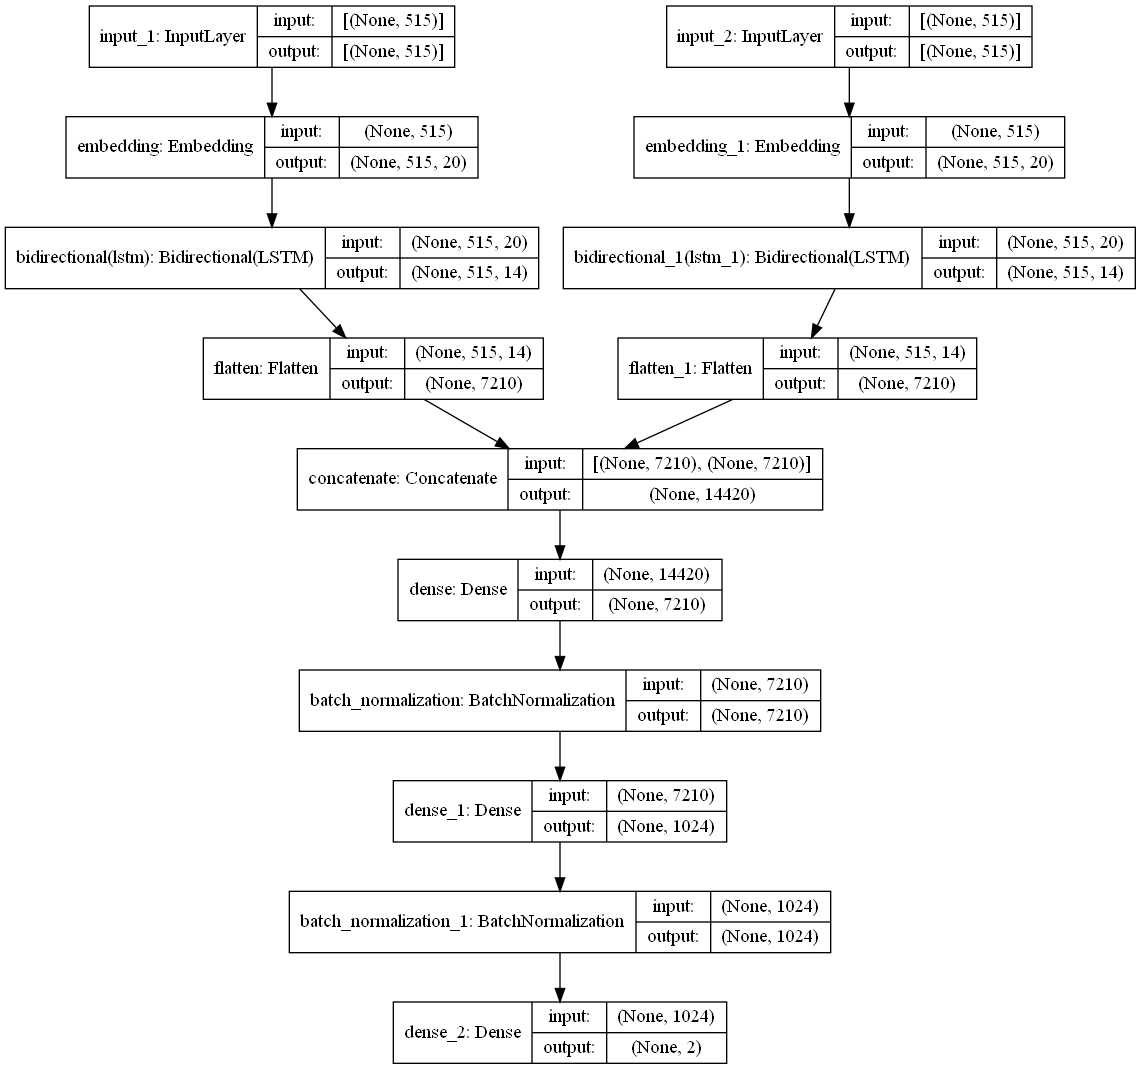 input_1: InputLayer
input: [(None, 515)]
output: [(None, 515)]
input_2: InputLayer
input: [(None, 515)]
output: [(None, 515)]
embedding: Embedding
input: (None, 515)
output: (None, 515, 20)
embedding_1: Embedding
input: (None, 515)
output: (None, 515, 20)
bidirectional(lstm): Bidirectional(LSTM)
input: (None, 515, 20)
output: (None, 515, 14)
bidirectional_1(lstm_1): Bidirectional(LSTM)
input: (None, 515, 20)
output: (None, 515, 14)
flatten: Flatten
input: (None, 515, 14)
output: (None, 7210)
flatten_1: Flatten
input: (None, 515, 14)
output: (None, 7210)
concatenate: Concatenate
input: [(None, 7210), (None, 7210)]
output: (None, 14420)
dense: Dense
input: (None, 14420)
output: (None, 7210)
batch_normalization: BatchNormalization
input: (None, 7210)
output: (None, 7210)
dense_1: Dense
input: (None, 7210)
output: (None, 1024)
batch_normalization_1: BatchNormalization
input: (None, 1024)
output: (None, 1024)
dense_2: Dense
input: (None, 1024)
output: (None, 2)